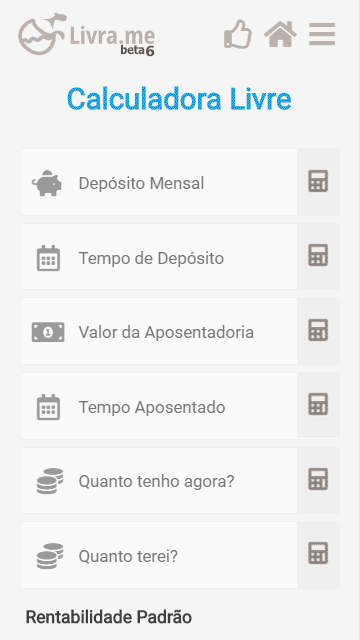 Livra.me
beta6
Calculadora Livre
Depósito Mensal
Tempo de Depósito
1
Valor da Aposentadoria
Tempo Aposentado
Quanto tenho agora?
Quanto terei?
Rentabilidade Padrão